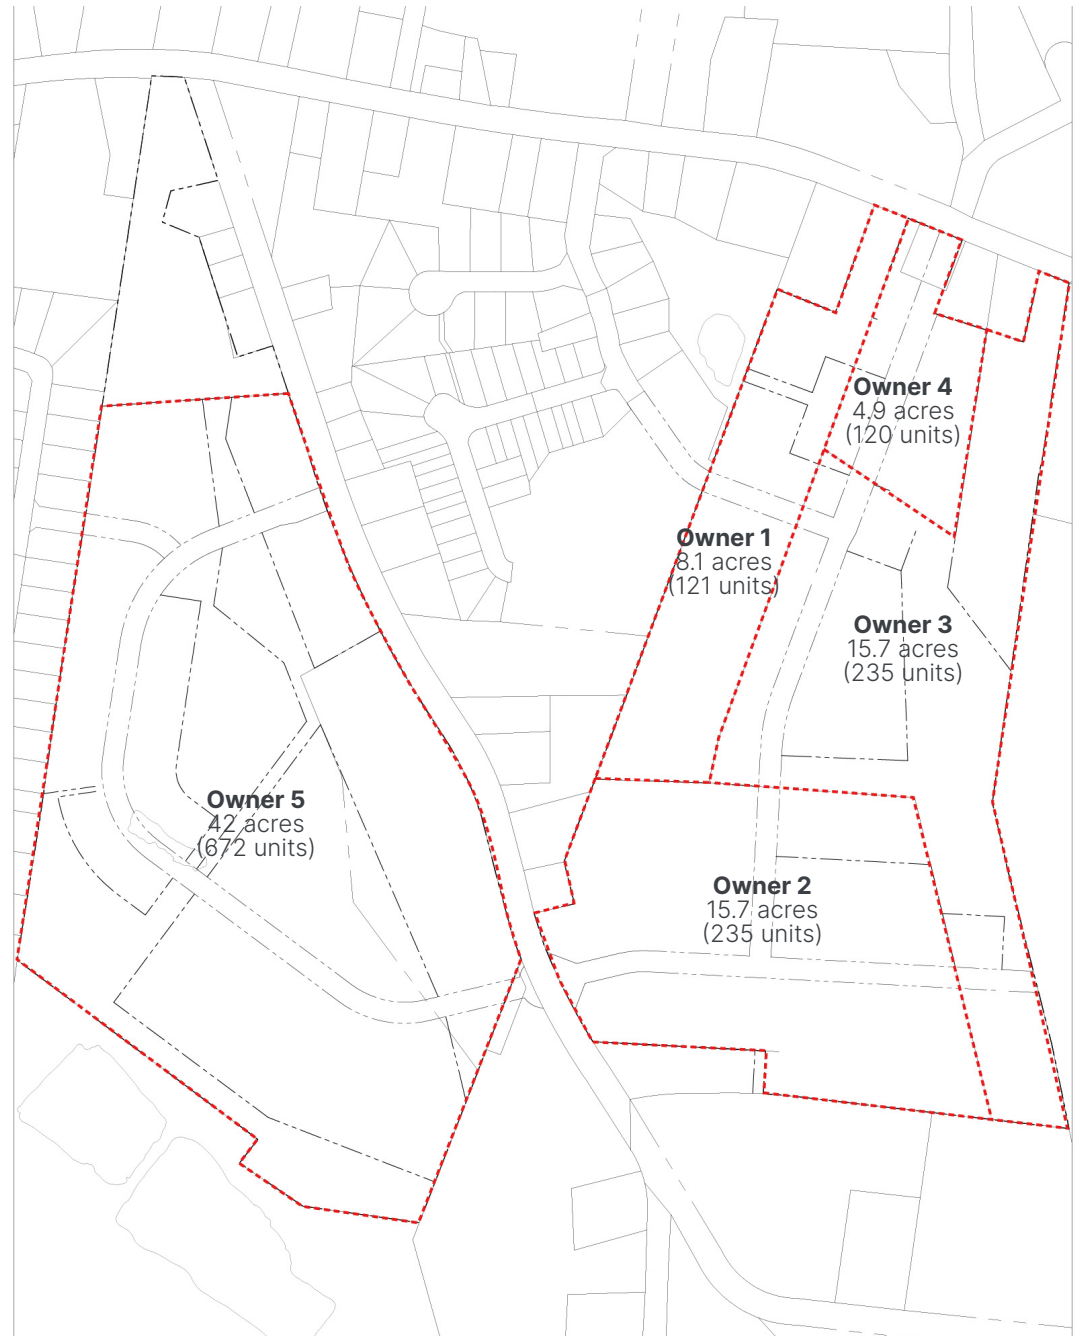 Owner 4
4.9 acres
(120 units)
Owner 1
8.1 acres
(121 units)
Owner 3
15.7 acres
(235 units)
Owner 5
42 acres
(672 units)
Owner 2
15.7 acres
(235 units)